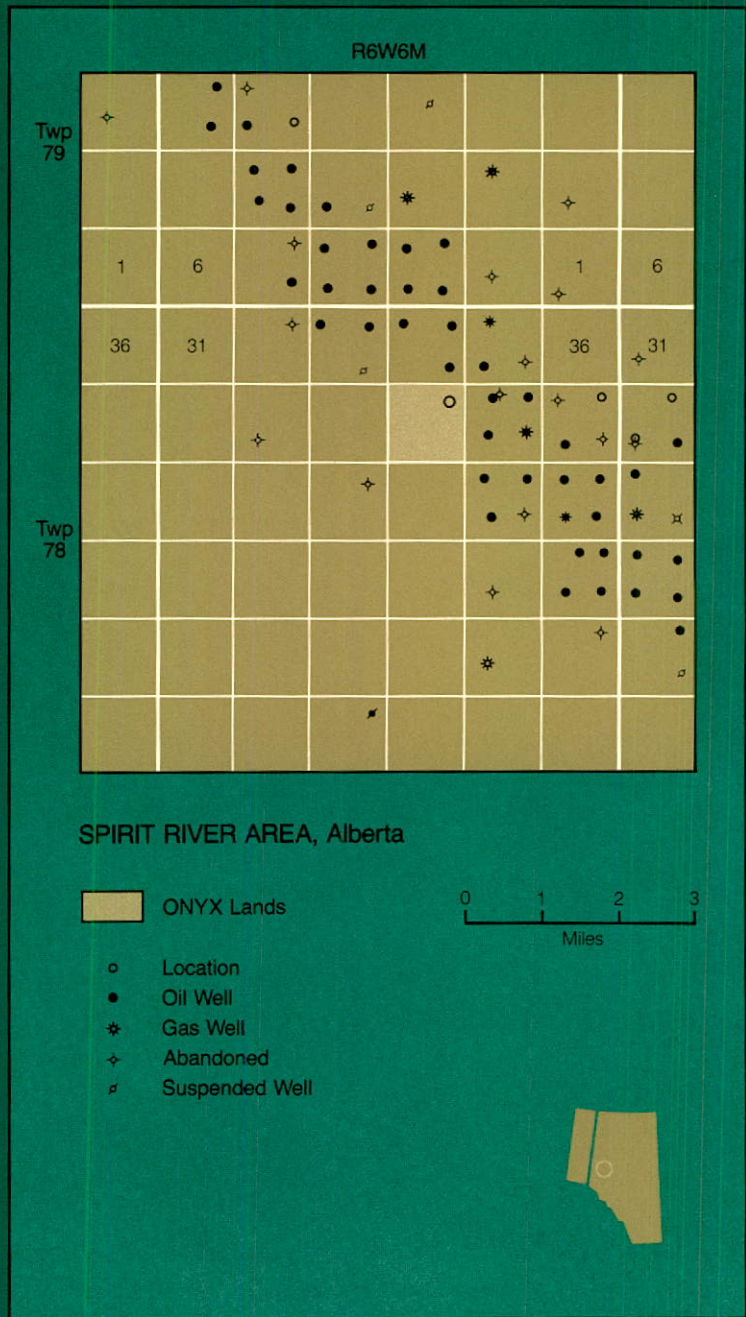 R6W6M
Twp
79
1
6
1
6
36
31
36
31
Twp
78
SPIRIT RIVER AREA, Alberta
ONYX Lands
0 1 2 3
Miles
Location
Oil Well
Gas Well
Abandoned
Suspended Well